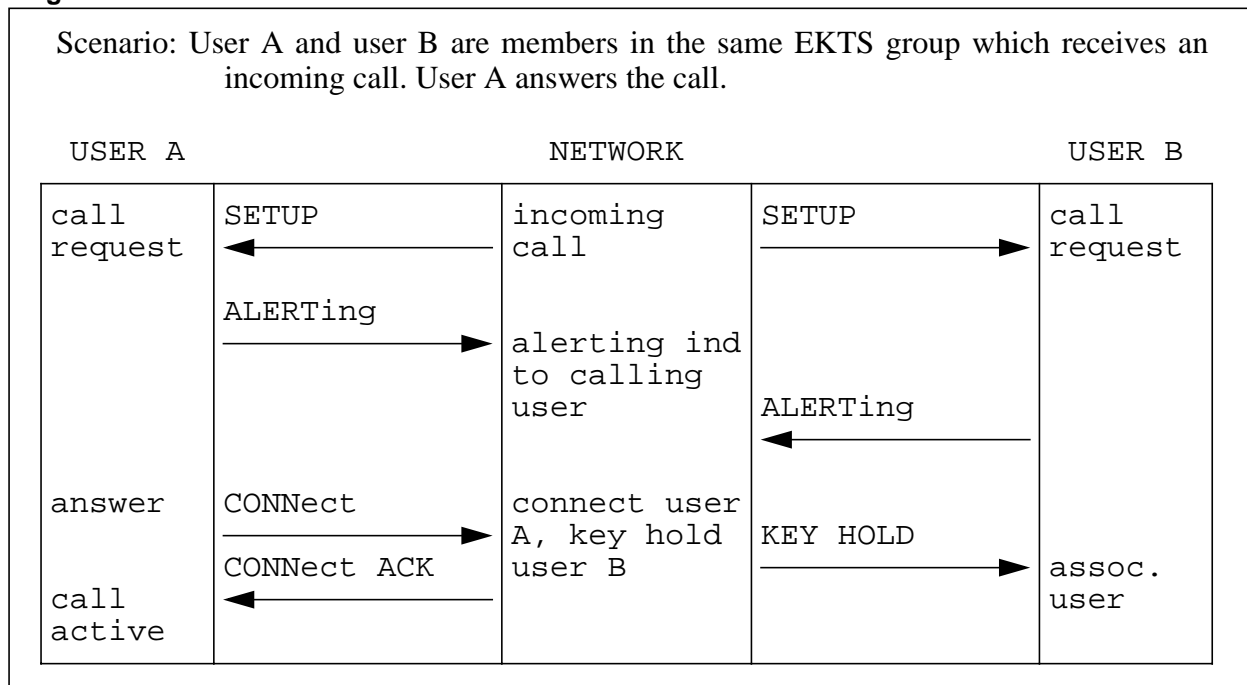 Scenario: User A and user B are members in the same EKTS group which receives an
incoming call. User A answers the call.
USER A NETWORK USER B
call SETUP incoming SETUP call
request call request
ALERTing
alerting ind
to calling
user ALERTing
answer CONNect connect user
A, key hold KEY HOLD
CONNect ACK user B assoc.
call user
active